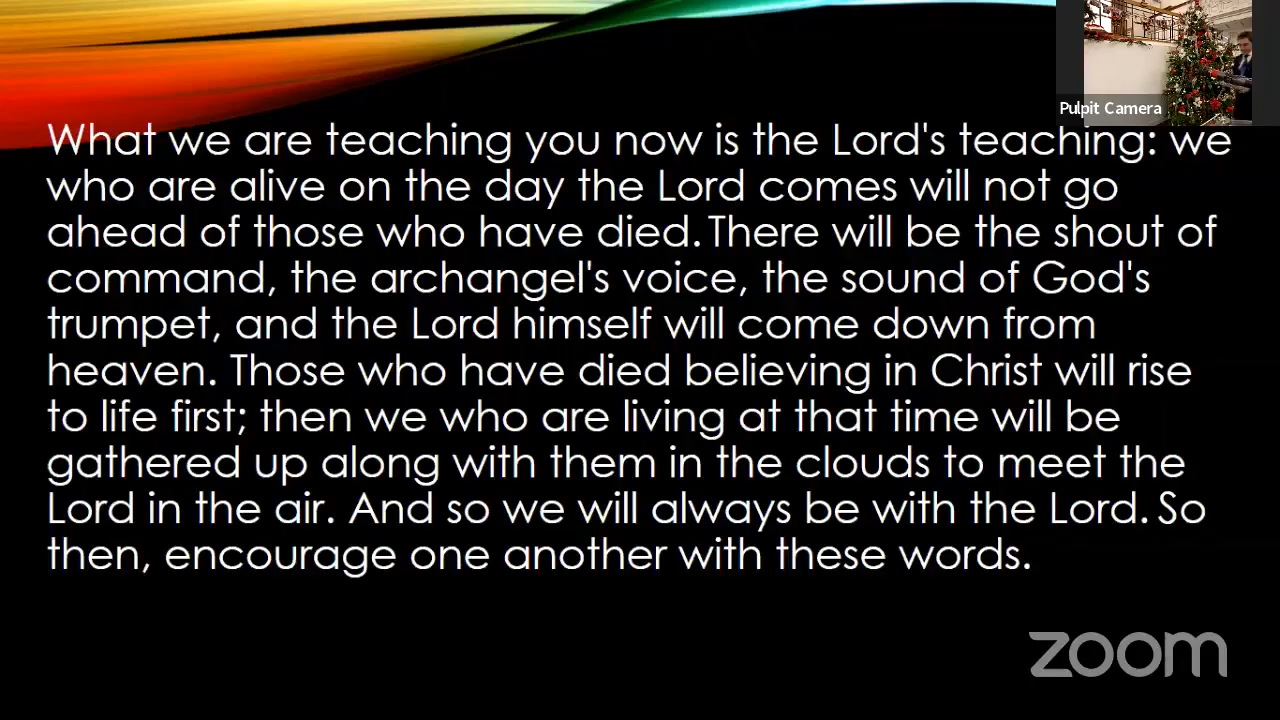 Pulpit Camera
What we are teaching you now is the Lord's teaching: we
who are alive on the day the Lord comes will not go
ahead of those who have died. There will be the shout of
command, the archangel's voice, the sound of God's
trumpet, and the Lord himself will come down from
heaven. Those who have died believing in Christ will rise
to life first; then we who are living at that time will be
gathered up along with them in the clouds to meet the
Lord in the air. And so we will always be with the Lord. So
then, encourage one another with these words.
zoom